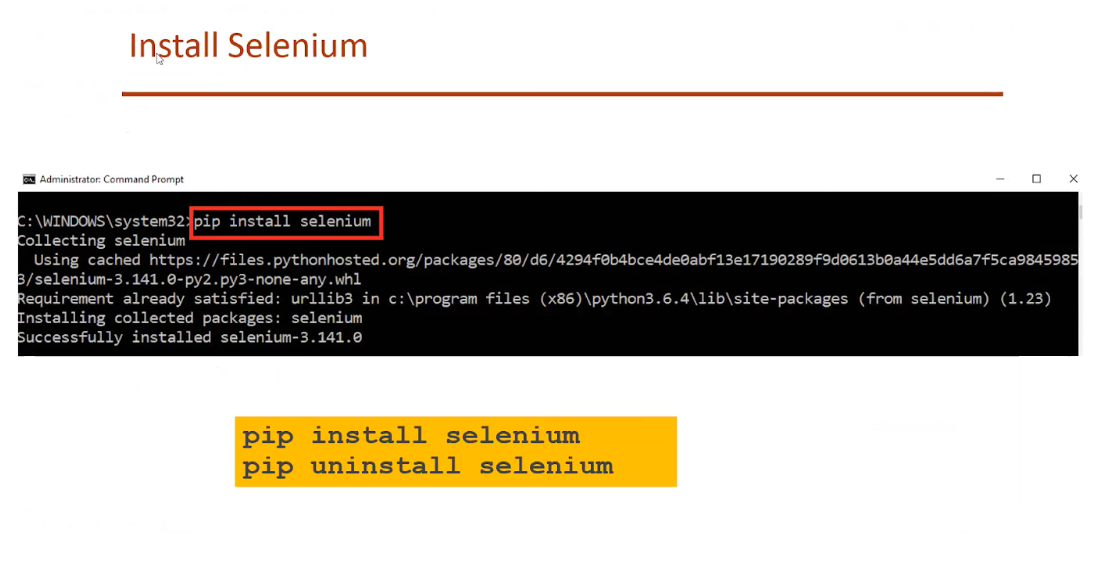 Install Selenium
Administrator: Command Prompt
C:\WINDOWS\system32>pip install selenium
Collecting selenium
Using cached https://files.pythonhosted.org/packages/80/d6/4294f0b4bce4de0abf13e17190289f9d0613b0a44e5dd6a7f5ca9845985
3/selenium-3.141.0-py2.py3-none-any.whl
Requirement already satisfied: urllib3 in c:\program files (x86)\python3.6.4\lib\site-packages (from selenium) (1.23)
Installing collected packages: selenium
Successfully installed selenium-3.141.0
pip install selenium
pip uninstall selenium